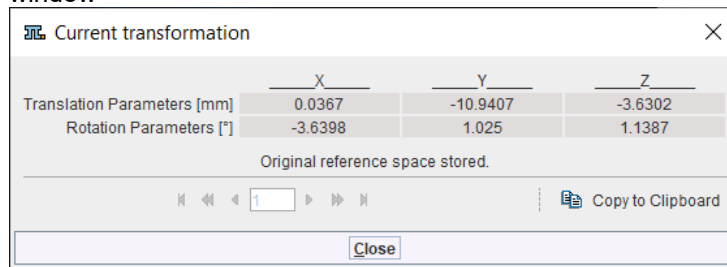 window
Current transformation
X Y Z
Translation Parameters [mm] 0.0367 -10.9407 -3.6302
Rotation Parameters [°] -3.6398 1.025 1.1387
Original reference space stored.
1 Copy to Clipboard
Close